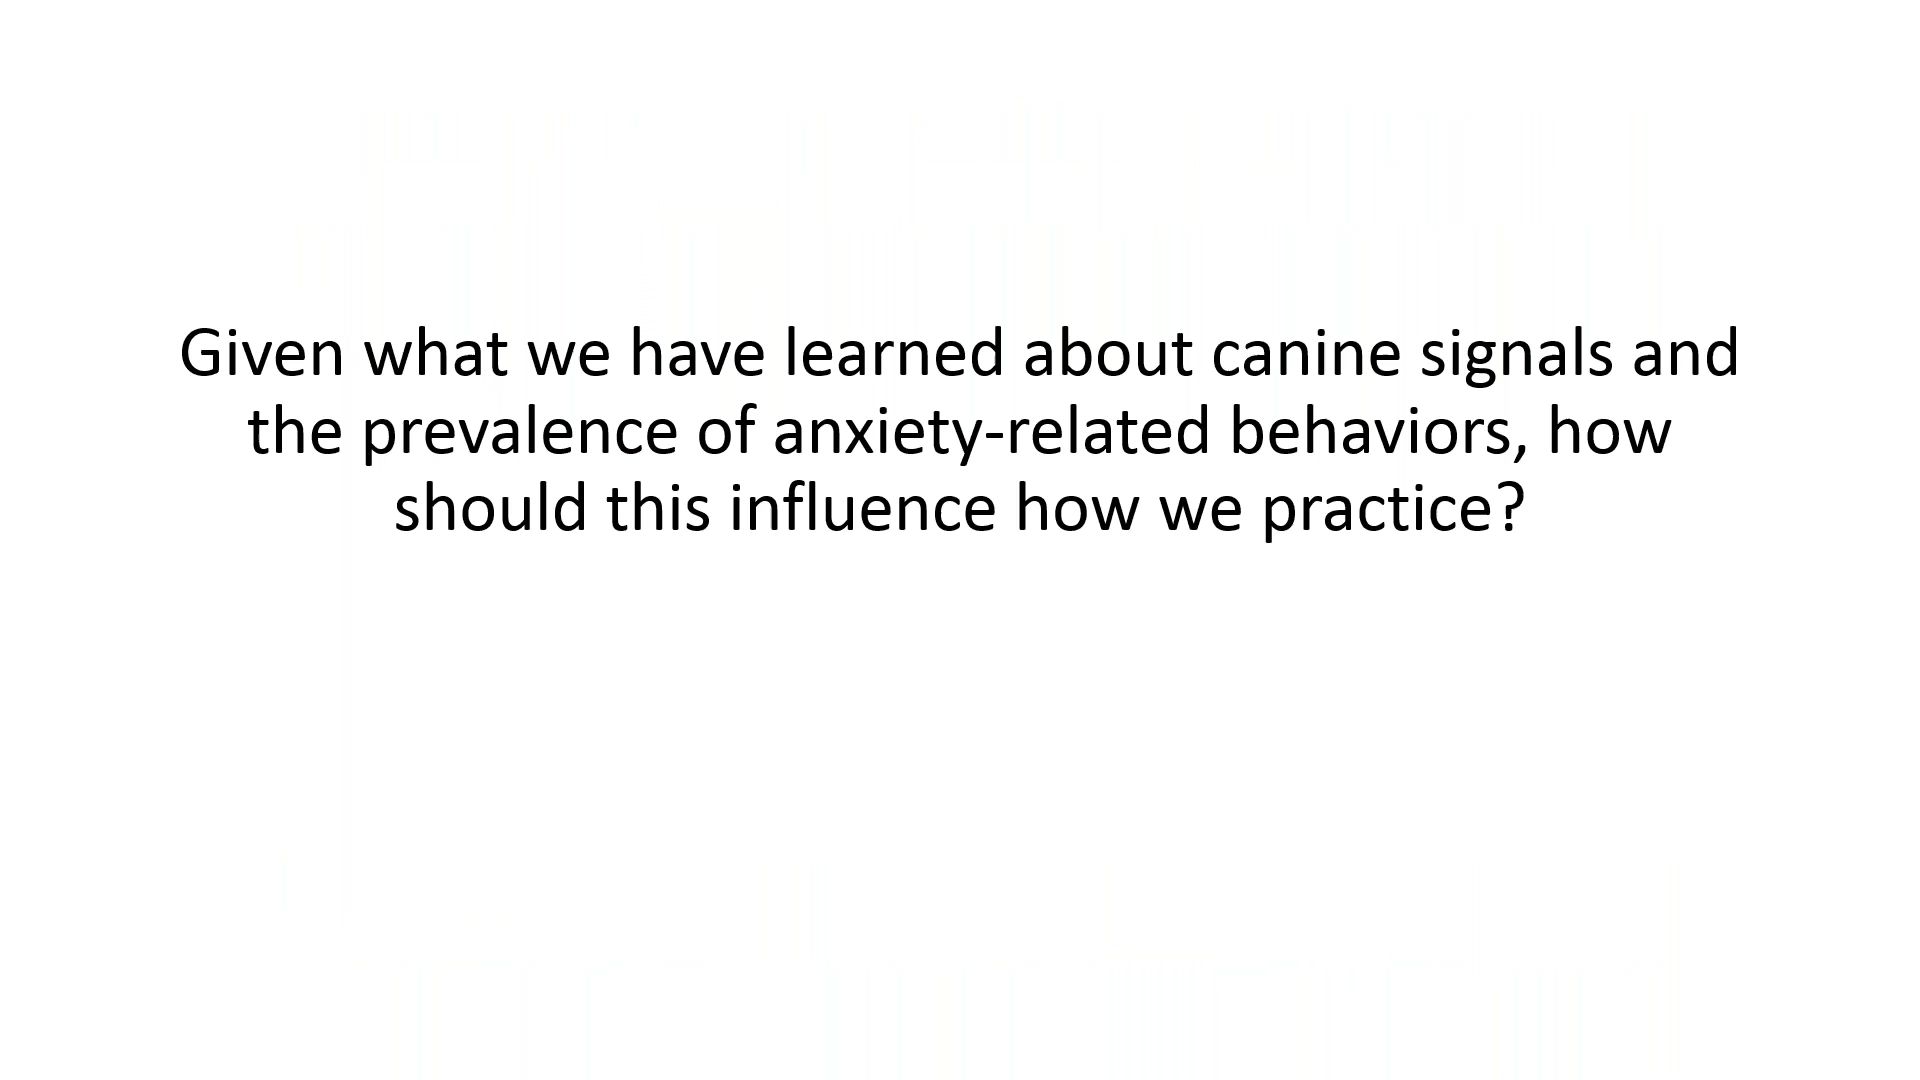 Given what we have learned about canine signals and
the prevalence of anxiety-related behaviors, how
should this influence how we practice?